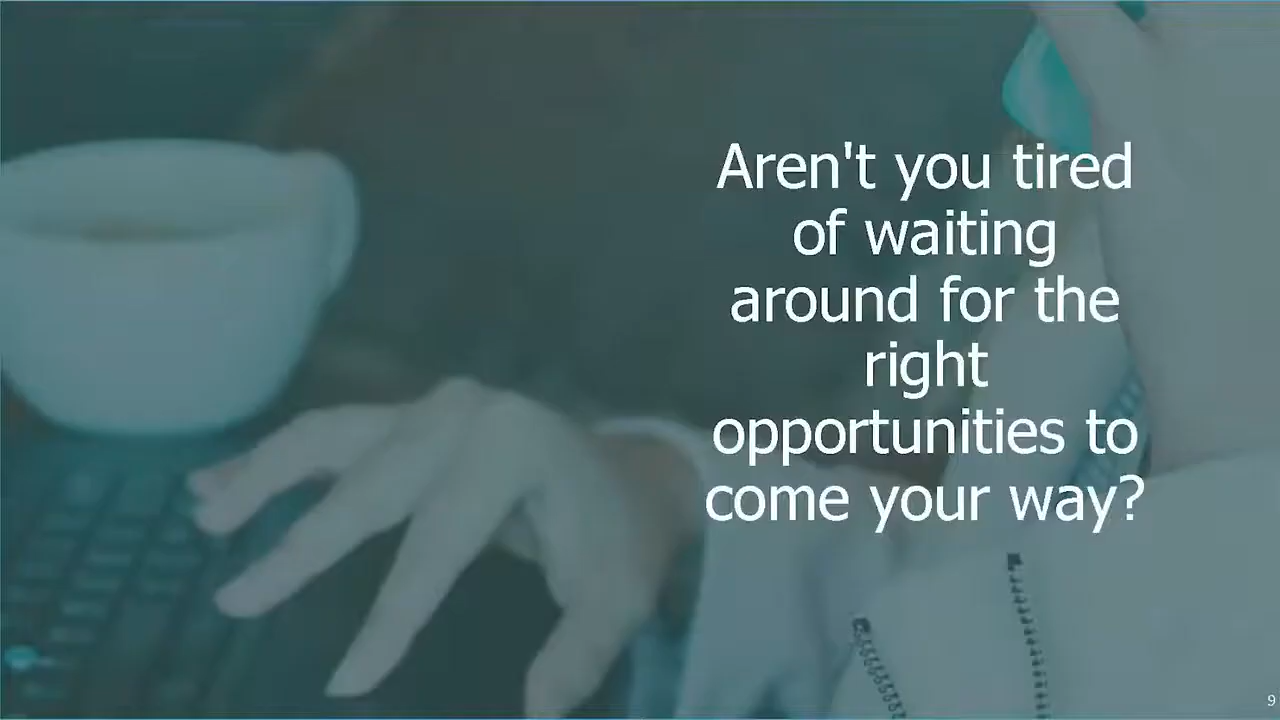 Aren't you tired
of waiting
around for the
right
opportunities to
come your way?
9